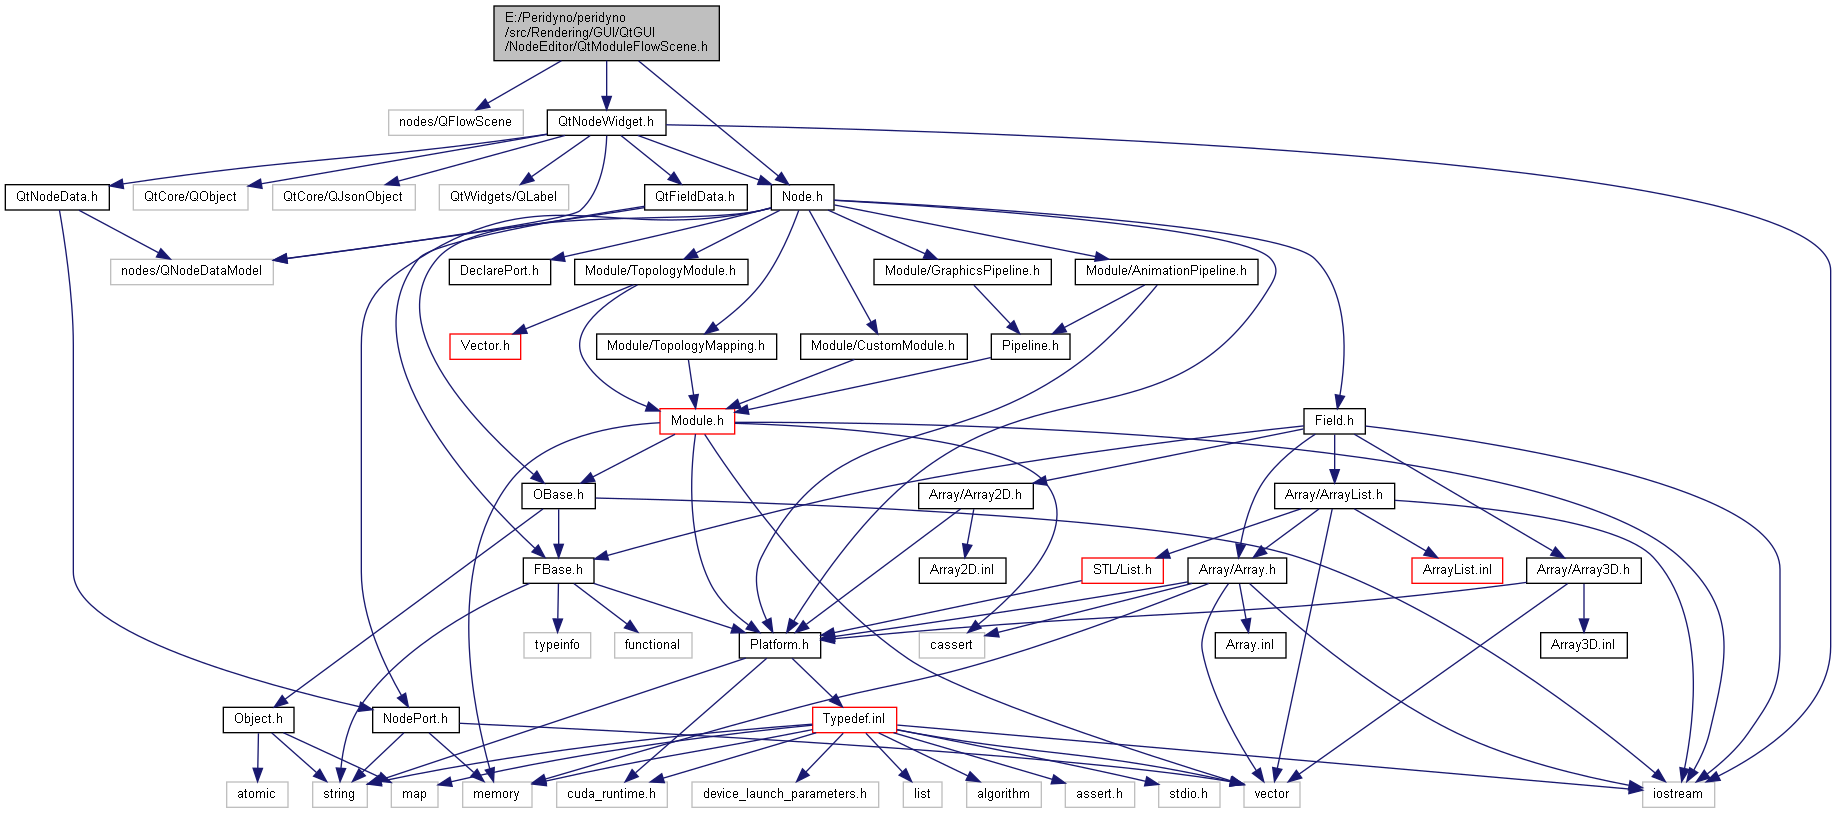 E:/Peridyno/peridyno
/src/Rendering/GUI/QtGUI
/NodeEditor/QtModuleFlowScene.h
nodes/QFlowScene
QtNodeWidget.h
QtNodeData.h
QtCore/QObject
QtCore/QJsonObject
QtWidgets/QLabel
QtFieldData.h
Node.h
nodes/QNodeDataModel
DeclarePort.h
Module/TopologyModule.h
Module/GraphicsPipeline.h
Module/AnimationPipeline.h
Vector.h
Module/TopologyMapping.h
Module/CustomModule.h
Pipeline.h
Module.h
Field.h
OBase.h
Array/Array2D.h
Array/ArrayList.h
FBase.h
Array2D.inl
STL/List.h
Array/Array.h
ArrayList.inl
Array/Array3D.h
typeinfo
functional
Platform.h
cassert
Array.inl
Array3D.inl
Object.h
NodePort.h
Typedef.inl
atomic
string
map
memory
cuda_runtime.h
device_launch_parameters.h
list
algorithm
assert.h
stdio.h
vector
iostream